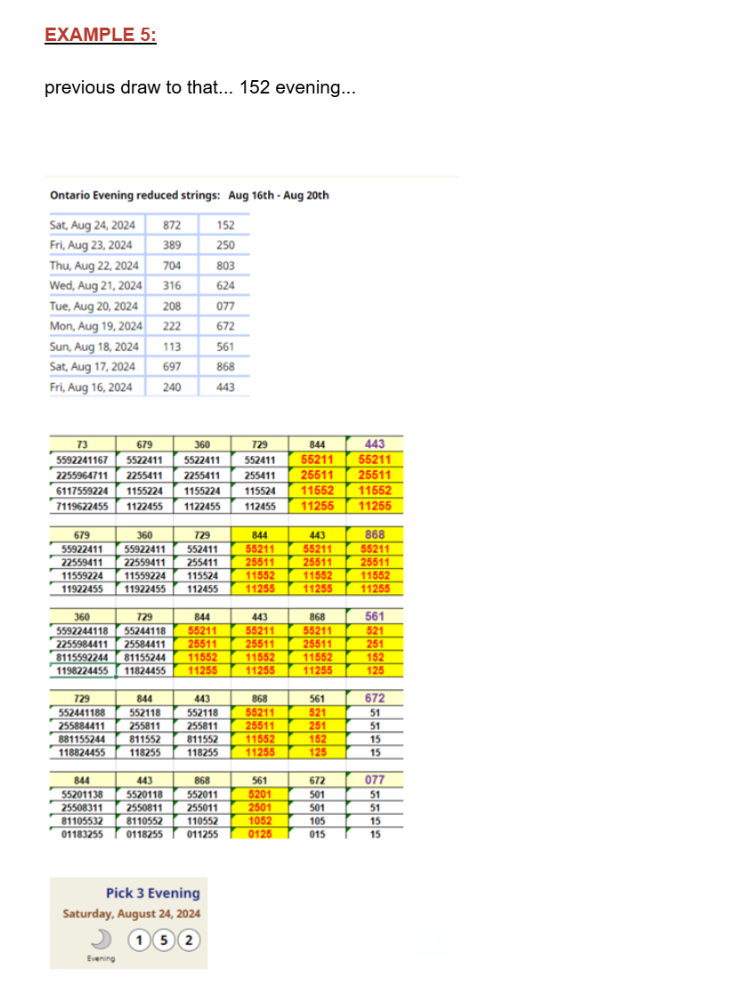 EXAMPLE 5:
previous draw to that... 152 evening...
Ontario Evening reduced strings: Aug 16th - Aug 20th
Sat, Aug 24, 2024 872 152
Fri, Aug 23, 2024 389 250
Thu, Aug 22, 2024 704 803
Wed, Aug 21, 2024 316 624
Tue, Aug 20, 2024 208 077
Mon, Aug 19, 2024 222 672
Sun, Aug 18, 2024 113 561
Sat, Aug 17, 2024 697 868
Fri, Aug 16, 2024 240 443
73 679 360 729 844 443
5592241167 5522411 5522411 552411 55211 55211
2255964711 2255411 2255411 255411 25511 25511
6117559224 1155224 1155224 115524 11552 11552
7119622455 1122455 1122455 112455 11255 11255
679 360 729 844 443 868
55922411 55922411 552411 55211 55211 55211
22559411 22559411 255411 25511 25511 25511
11559224 11559224 115524 11552 11552 11552
11922455 11922455 112455 11255 11255 11255
360 729 844 443 868 561
5592244118 55244118 55211 55211 55211 521
2255984411 25584411 25511 25511 25511 251
8115592244 81155244 11552 11552 11552 152
1198224455 11824455 11255 11255 11255 125
729 844 443 868 561 672
552441188 552118 552118 55211 521 51
255884411 255811 255811 25511 251 51
881155244 811552 811552 11552 152 15
118824455 118255 118255 11255 125 15
844 443 868 561 672 077
55201138 5520118 552011 5201 501 51
25508311 2550811 255011 2501 501 51
81105532 8110552 110552 1052 105 15
01183255 0118255 011255 0125 015 15
Pick 3 Evening
Saturday, August 24, 2024
1 5 2
Evening